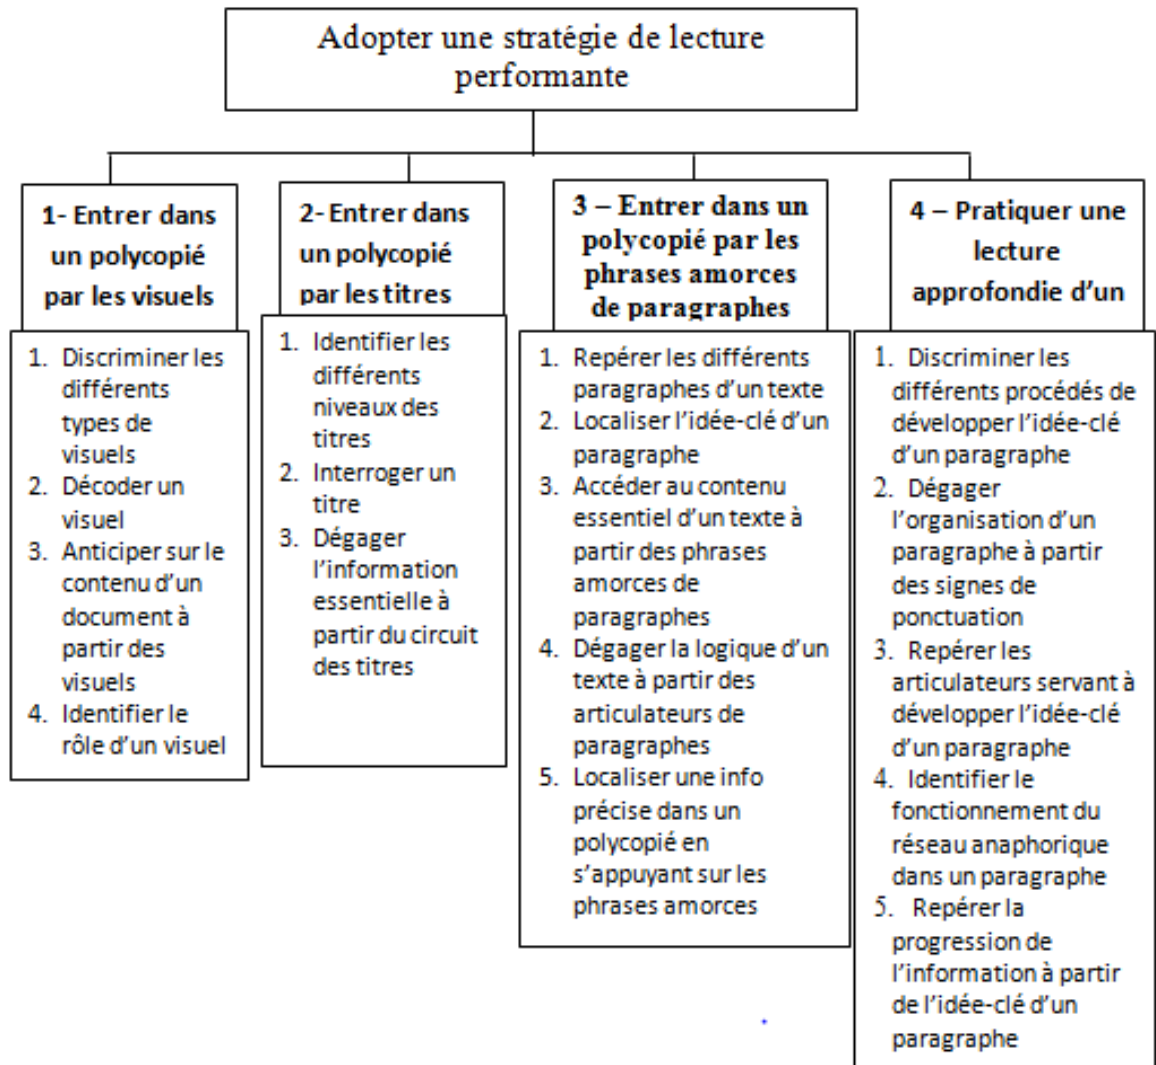 Adopter une stratégie de lecture
performante
1- Entrer dans
un polycopié
par les visuels
1. Discriminer les
différents
types de
visuels
2. Décoder un
visuel
3. Anticiper sur le
contenu d’un
document à
partir des
visuels
4. Identifier le
rôle d’un visuel
2- Entrer dans
un polycopié
par les titres
1. Identifier les
différents
niveaux des
titres
2. Interroger un
titre
3. Dégager
l’information
essentielle à
partir du circuit
des titres
3 – Entrer dans un
polycopié par les
phrases amorces
de paragraphes
1. Repérer les différents
paragraphes d’un texte
2. Localiser l’idée-clé d’un
paragraphe
3. Accéder au contenu
essentiel d’un texte à
partir des phrases
amorces de
paragraphes
4. Dégager la logique d’un
texte à partir des
articulateurs de
paragraphes
5. Localiser une info
précise dans un
polycopié en
s’appuyant sur les
phrases amorces
4 – Pratiquer une
lecture
approfondie d’un
1. Discriminer les
différents procédés de
développer l’idée-clé
d’un paragraphe
2. Dégager
l’organisation d’un
paragraphe à partir
des signes de
ponctuation
3. Repérer les
articulateurs servant à
développer l’idée-clé
d’un paragraphe
4. Identifier le
fonctionnement du
réseau anaphorique
dans un paragraphe
5. Repérer la
progression de
l’information à partir
de l’idée-clé d’un
paragraphe